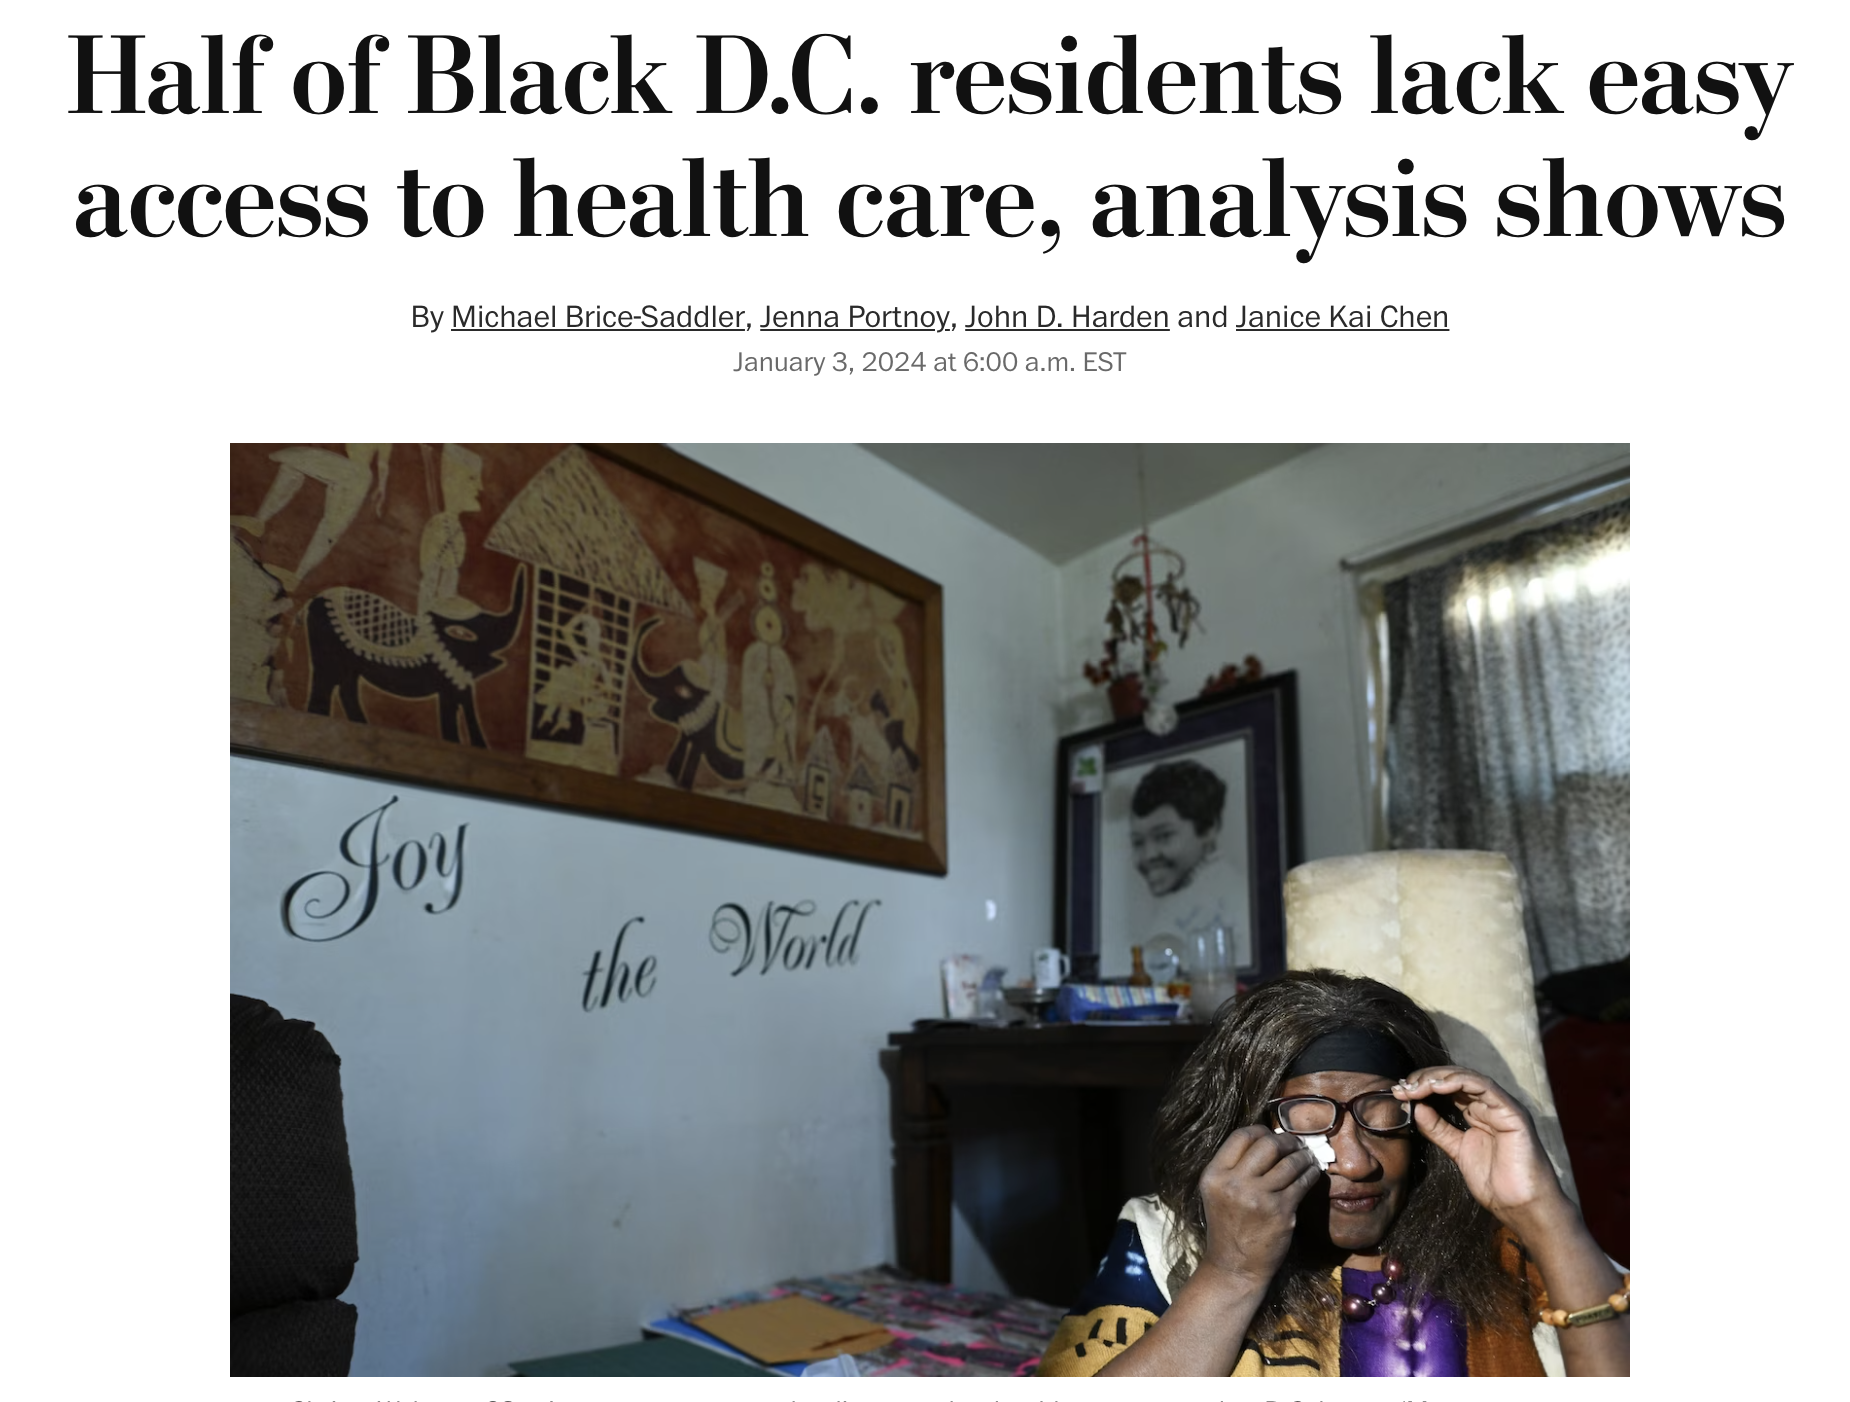 Half of Black D.C. residents lack easy
access to health care, analysis shows
By Michael Brice-Saddler, Jenna Portnoy, John D. Harden and Janice Kai Chen
January 3, 2024 at 6:00 a.m. EST
Joy
the World